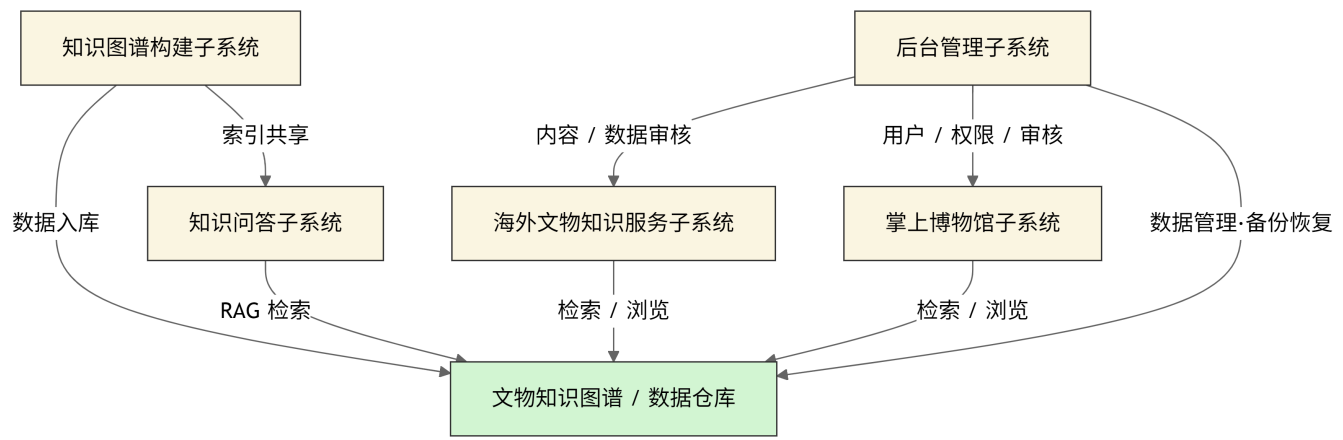 知识图谱构建子系统
后台管理子系统
索引共享
内容 / 数据审核
用户 / 权限 / 审核
数据入库
知识问答子系统
海外文物知识服务子系统
掌上博物馆子系统
数据管理·备份恢复
RAG 检索
检索 / 浏览
检索 / 浏览
文物知识图谱 / 数据仓库